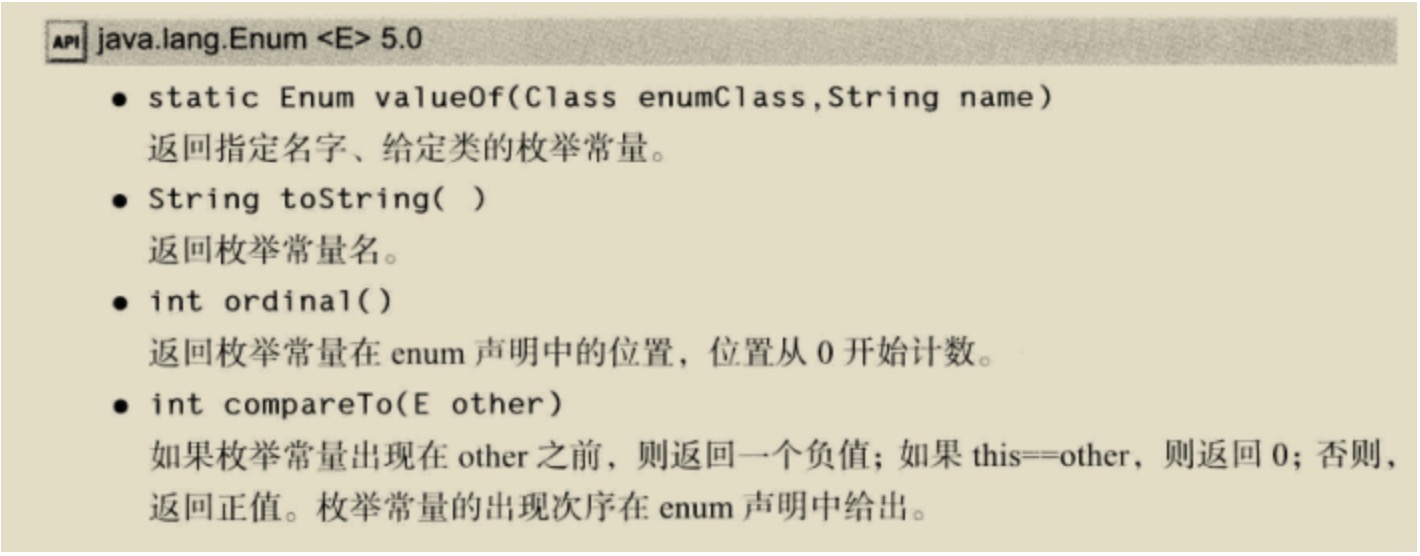 API java.lang.Enum <E> 5.0
● static Enum valueOf(Class enumClass,String name)
返回指定名字、给定类的枚举常量。
● String toString( )
返回枚举常量名。
● int ordinal()
返回枚举常量在 enum 声明中的位置，位置从 0 开始计数。
● int compareTo(E other)
如果枚举常量出现在 other 之前，则返回一个负值；如果 this==other，则返回 0；否则，
返回正值。枚举常量的出现次序在 enum 声明中给出。